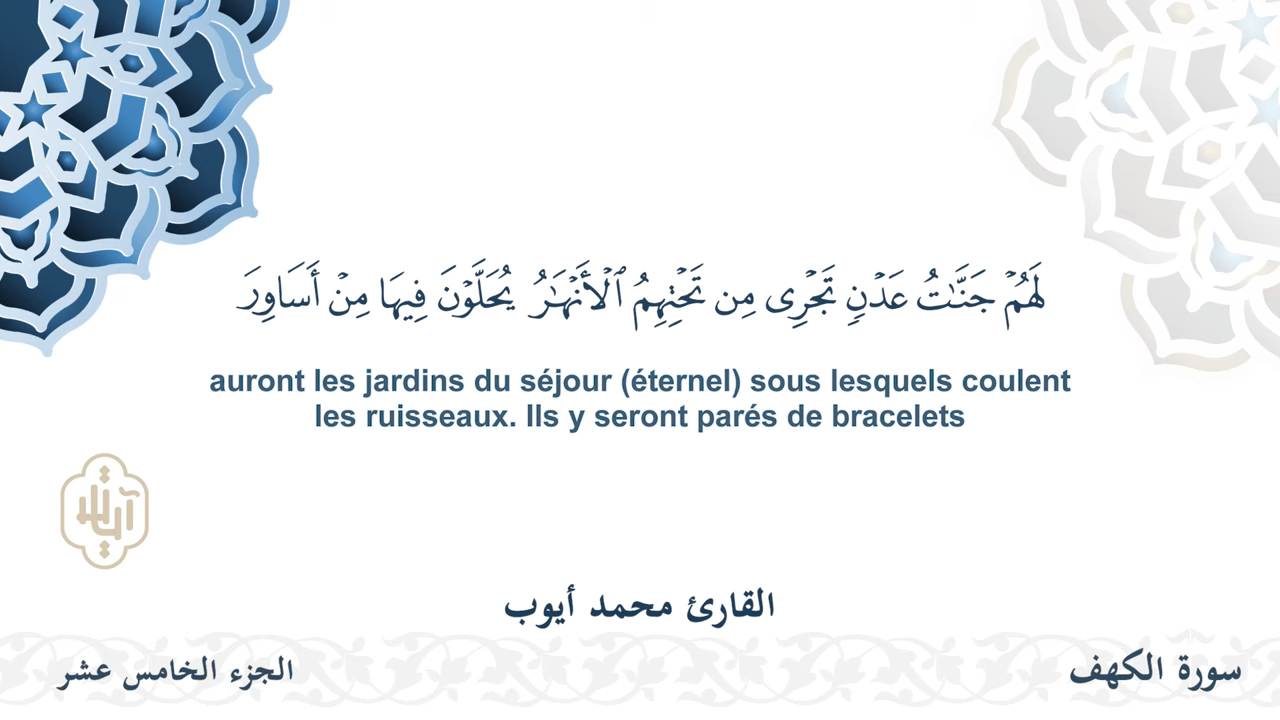 لَهُمْ جَنَّـٰتُ عَدْنٍ تَجْرِى مِن تَحْتِهِمُ ٱلْأَنْهَـٰرُ يُحَلَّوْنَ فِيهَا مِنْ أَسَاوِرَ
auront les jardins du séjour (éternel) sous lesquels coulent
les ruisseaux. Ils y seront parés de bracelets
القارئ محمد أيوب
سورة الكهف
الجزء الخامس عشر